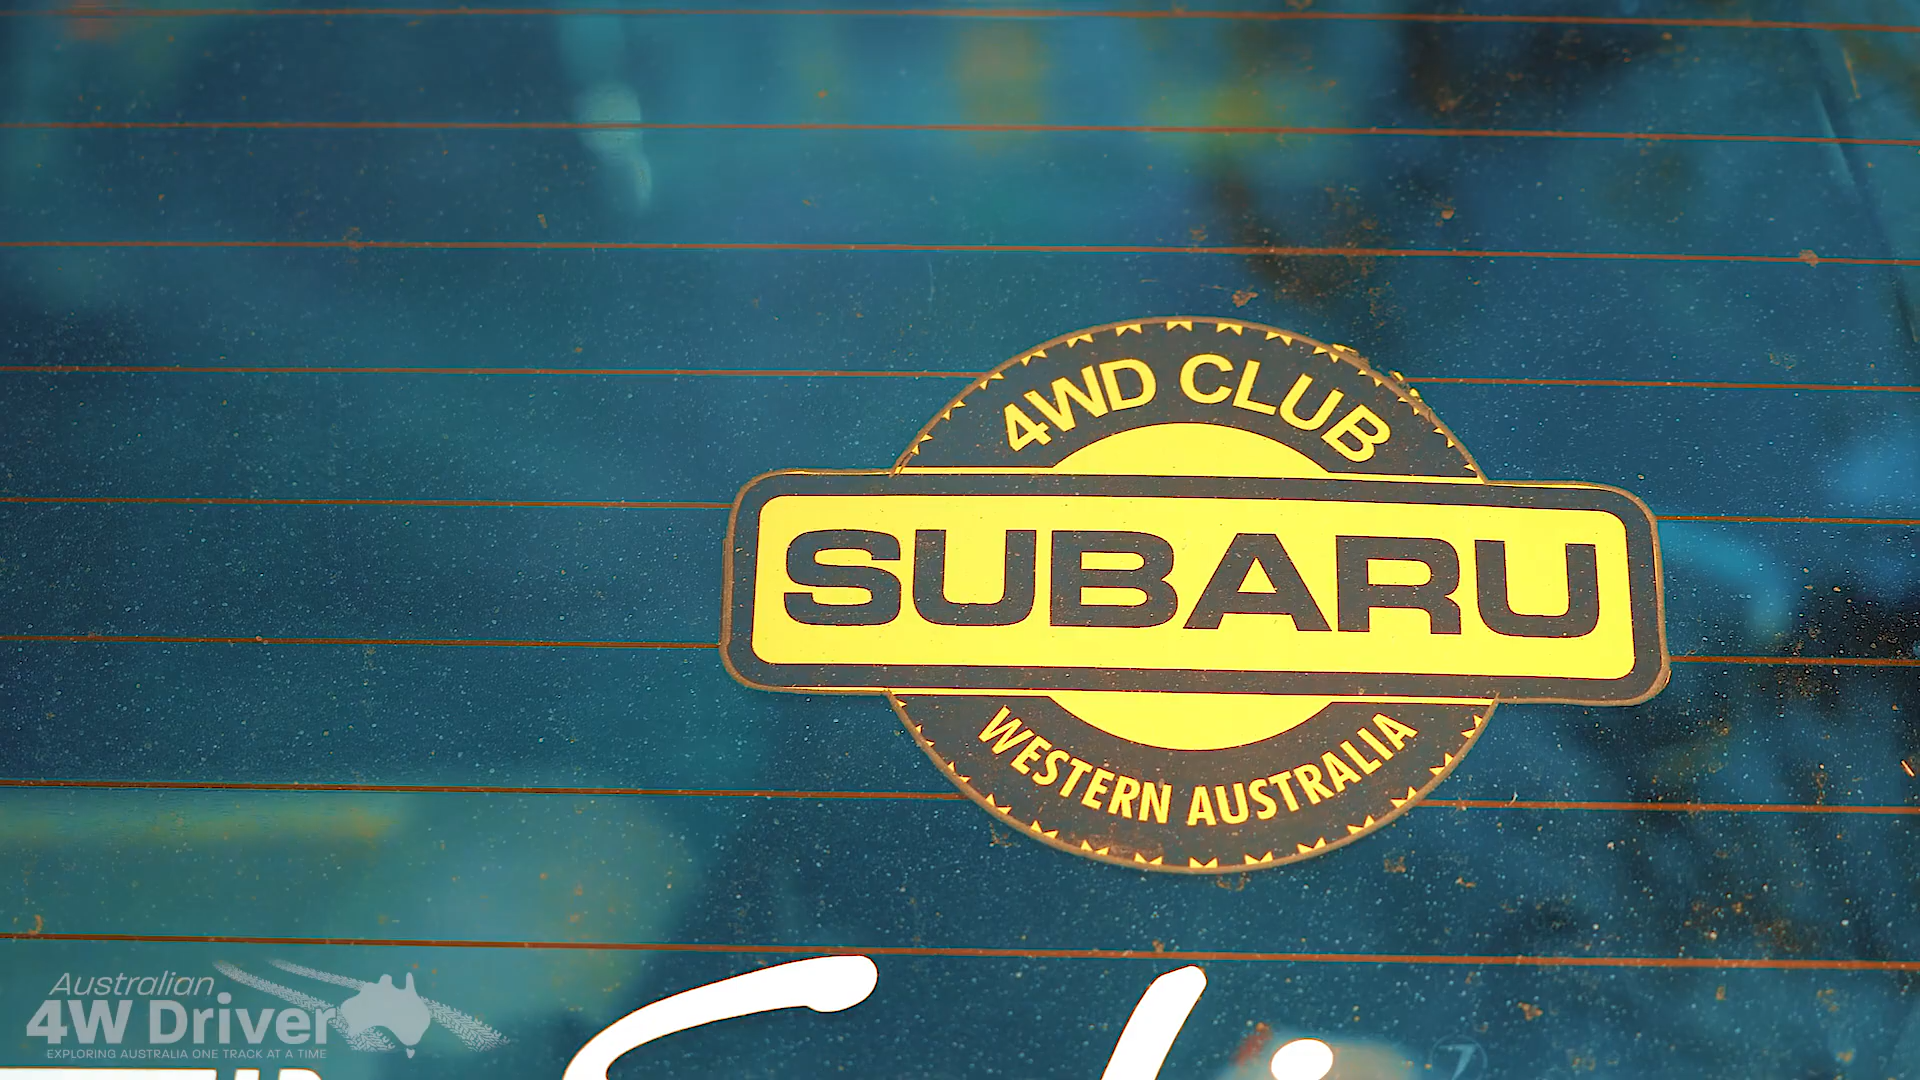 4WD CLUB
SUBARU
WESTERN AUSTRALIA
Australian
4W Driver
EXPLORING AUSTRALIA ONE TRACK AT A TIME